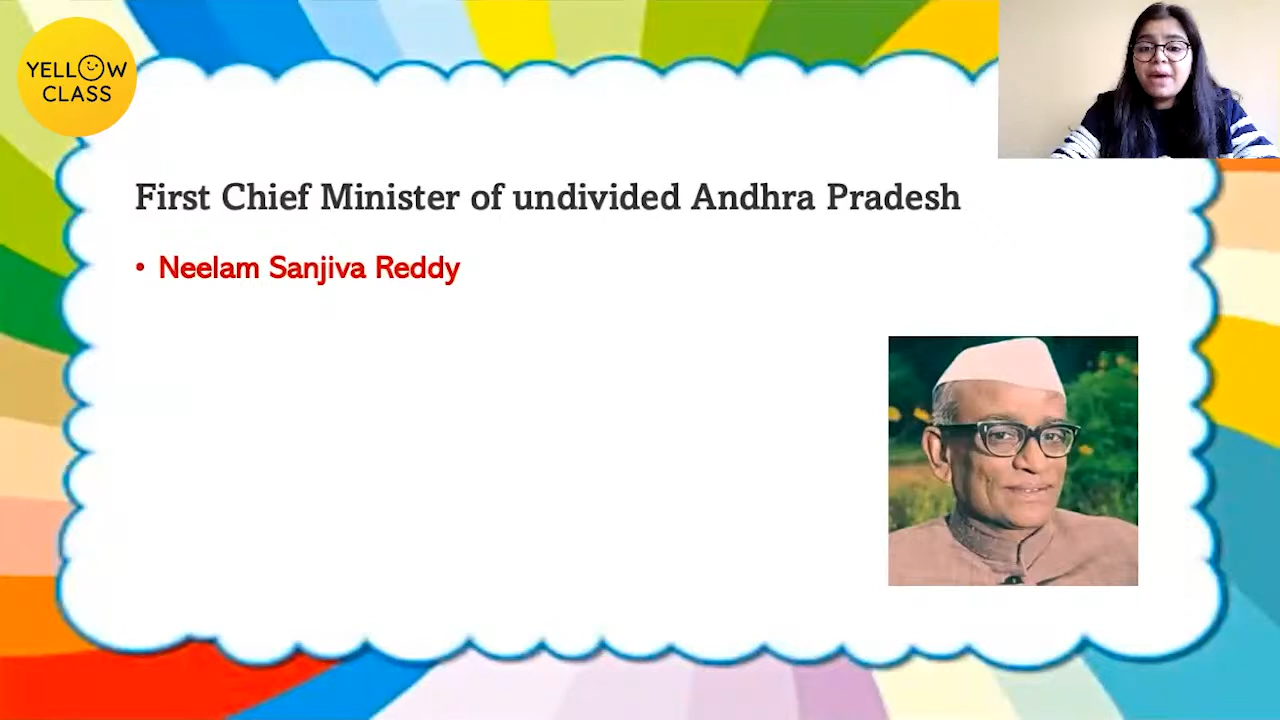 YELLOW
CLASS
First Chief Minister of undivided Andhra Pradesh
• Neelam Sanjiva Reddy